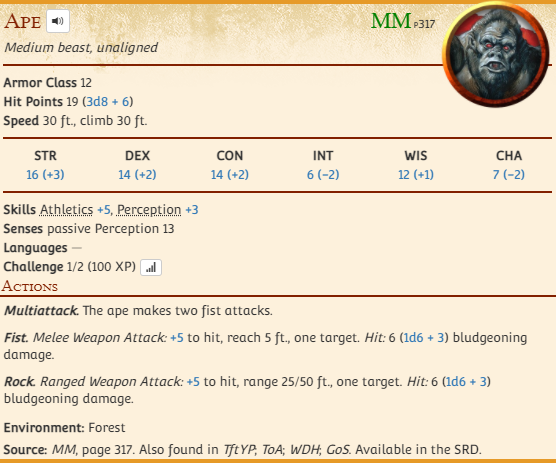 APE MM P317
Medium beast, unaligned
Armor Class 12
Hit Points 19 (3d8 + 6)
Speed 30 ft., climb 30 ft.
STR DEX CON INT WIS CHA
16 (+3) 14 (+2) 14 (+2) 6 (−2) 12 (+1) 7 (−2)
Skills Athletics +5, Perception +3
Senses passive Perception 13
Languages —
Challenge 1/2 (100 XP)
ACTIONS
Multiattack. The ape makes two fist attacks.
Fist. Melee Weapon Attack: +5 to hit, reach 5 ft., one target. Hit: 6 (1d6 + 3) bludgeoning
damage.
Rock. Ranged Weapon Attack: +5 to hit, range 25/50 ft., one target. Hit: 6 (1d6 + 3)
bludgeoning damage.
Environment: Forest
Source: MM, page 317. Also found in TftYP; ToA; WDH; GoS. Available in the SRD.